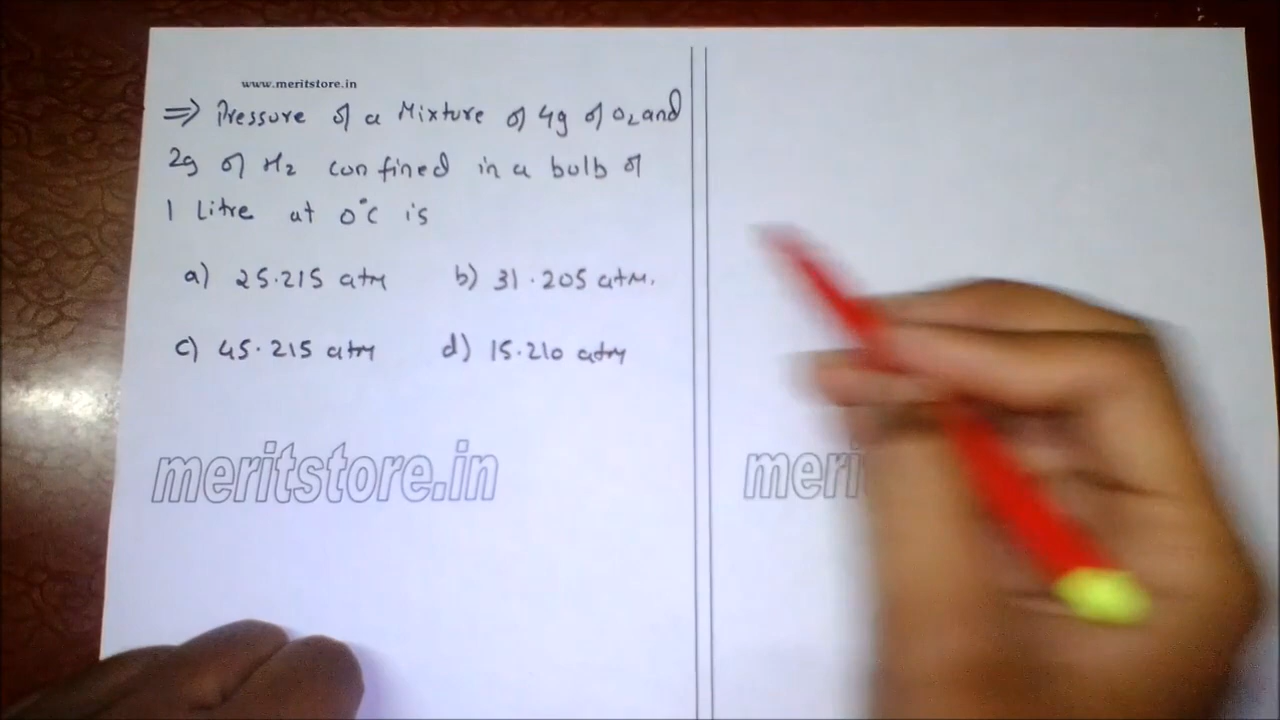 www.meritstore.in
⇒ Pressure of a Mixture of 4g of O₂ and
2g of H₂ confined in a bulb of
1 Litre at 0°C is
a) 25.215 atm b) 31.205 atm.
c) 45.215 atm d) 15.210 atm
meritstore.in meri